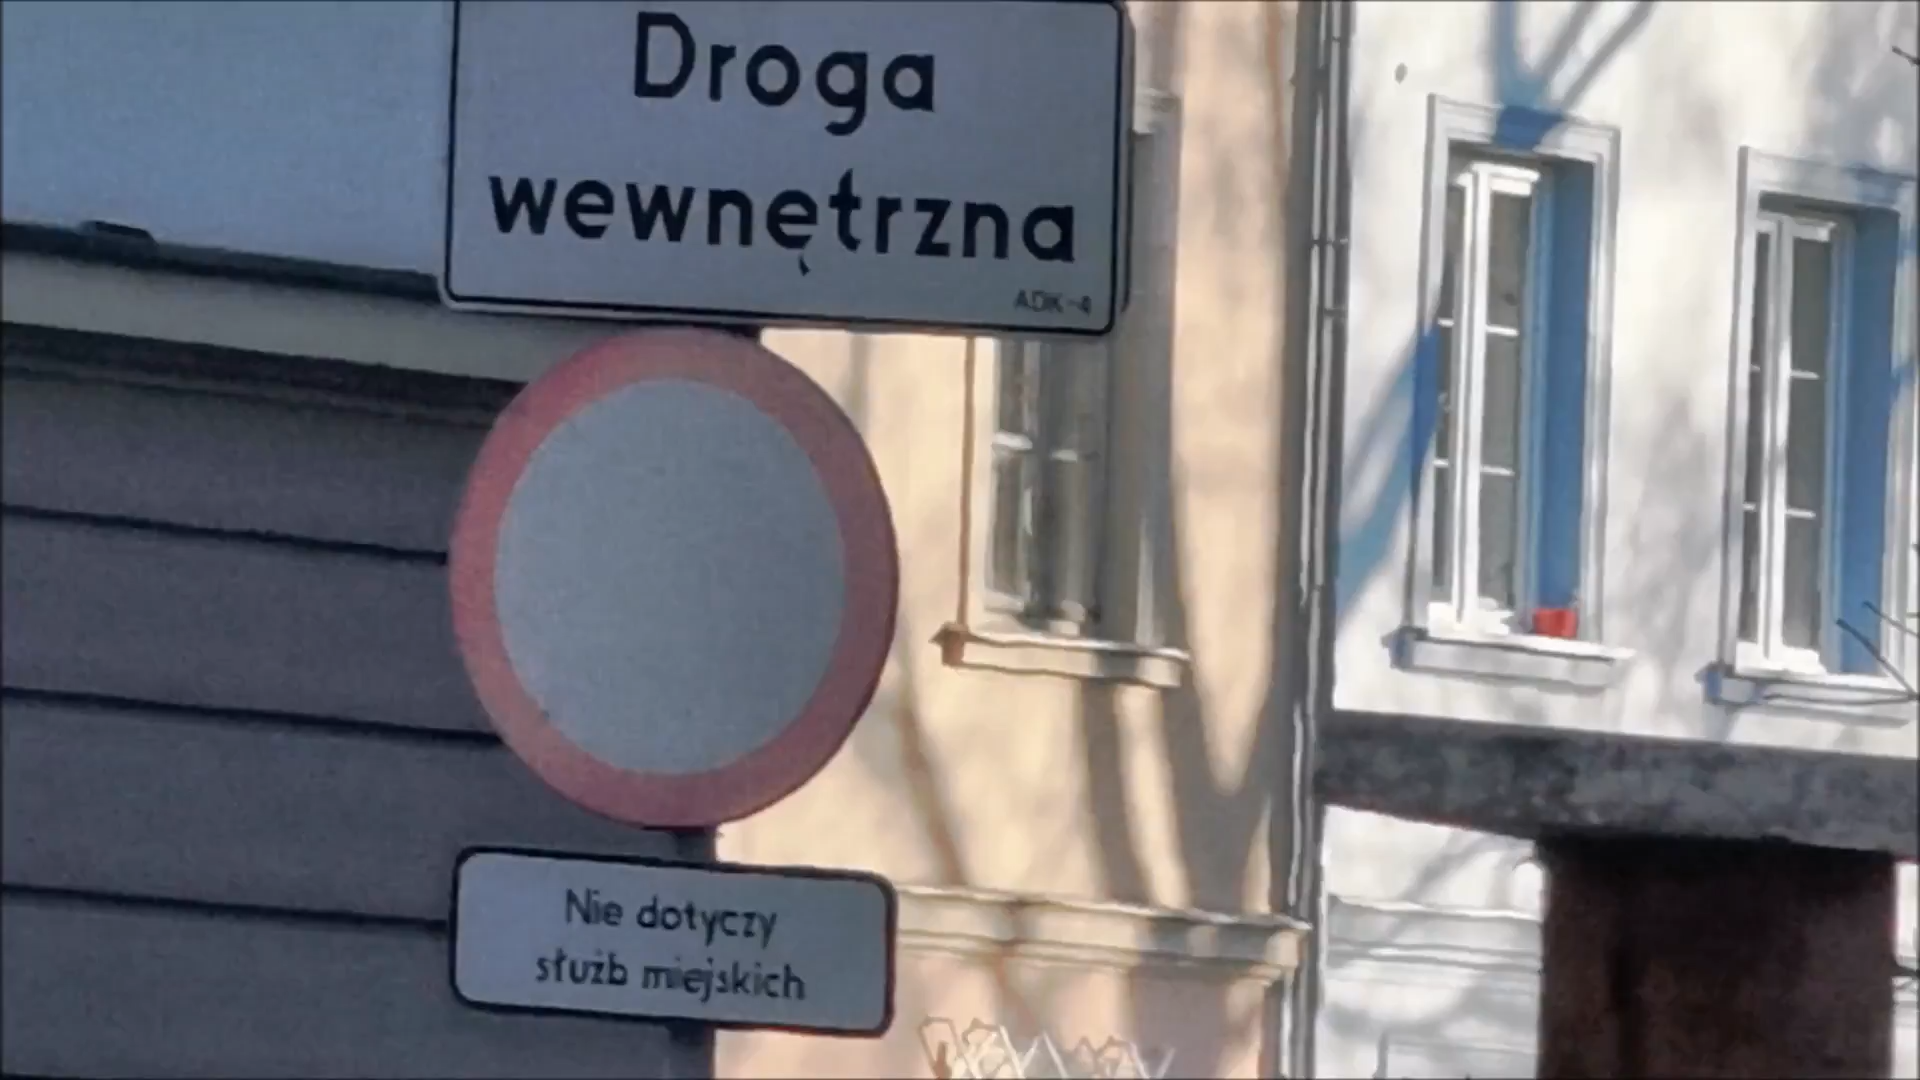 Droga
wewnętrzna
ADK-4
Nie dotyczy
służb miejskich